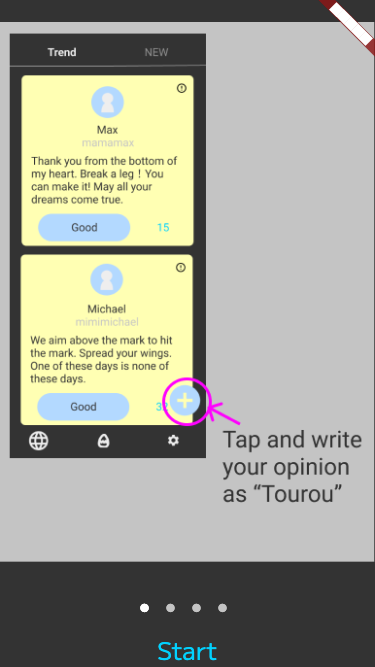 Trend NEW
Max
mamamax
Thank you from the bottom of
my heart. Break a leg！You
can make it! May all your
dreams come true.
Good 15
Michael
mimimichael
We aim above the mark to hit
the mark. Spread your wings.
One of these days is none of
these days.
Good
Tap and write
your opinion
as “Tourou”
Start